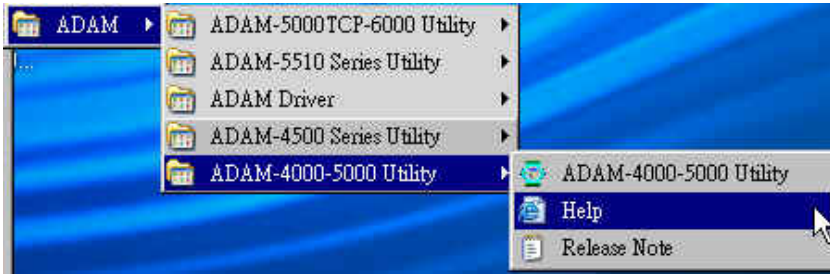 ADAM
ADAM-5000TCP-6000 Utility
ADAM-5510 Series Utility
ADAM Driver
ADAM-4500 Series Utility
ADAM-4000-5000 Utility
ADAM-4000-5000 Utility
Help
Release Note